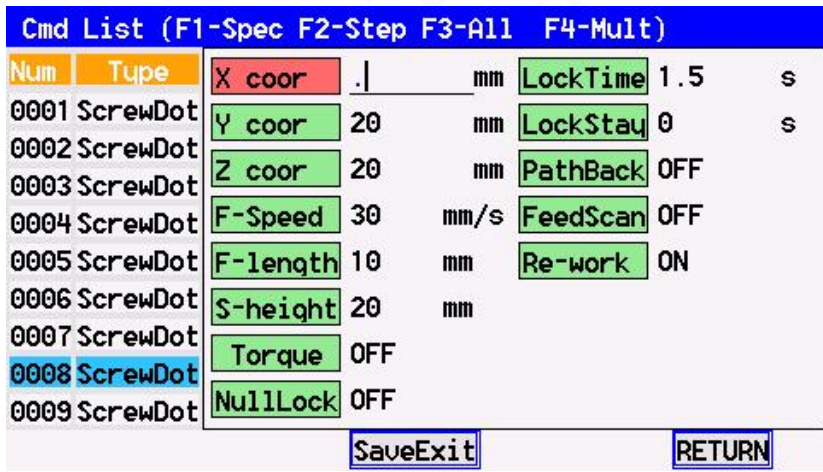 Cmd List (F1-Spec F2-Step F3-All F4-Mult)
Num Type
0001 ScrewDot
0002 ScrewDot
0003 ScrewDot
0004 ScrewDot
0005 ScrewDot
0006 ScrewDot
0007 ScrewDot
0008 ScrewDot
0009 ScrewDot
X coor . mm LockTime 1.5 s
Y coor 20 mm LockStay 0 s
Z coor 20 mm PathBack OFF
F-Speed 30 mm/s FeedScan OFF
F-length 10 mm Re-work ON
S-height 20 mm
Torque OFF
NullLock OFF
SaveExit RETURN